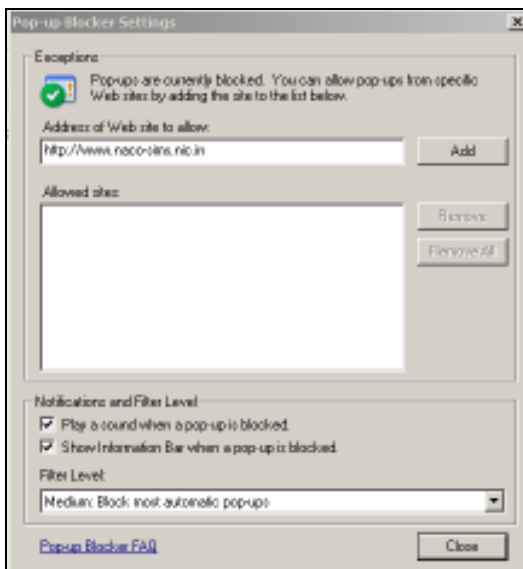 Pop-up Blocker Settings
Exceptions
Pop-ups are currently blocked. You can allow pop-ups from specific
Web sites by adding the site to the list below.
Address of Web site to allow:
http://www.naco-sims.nic.in
Add
Allowed sites:
Remove
Remove All
Notifications and Filter Level
Play a sound when a pop-up is blocked.
Show Information Bar when a pop-up is blocked.
Filter Level:
Medium: Block most automatic pop-ups
Pop-up Blocker FAQ
Close